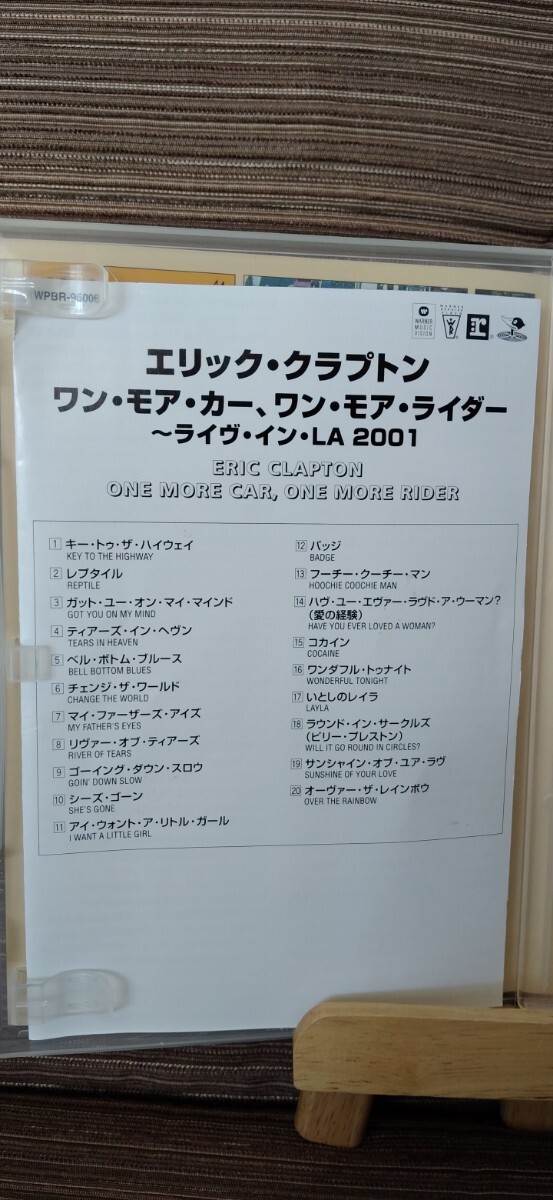 WPBR-95006
WARNER
MUSIC
VISION
エリック・クラプトン
ワン・モア・カー、ワン・モア・ライダー
～ライヴ・イン・LA 2001
ERIC CLAPTON
ONE MORE CAR, ONE MORE RIDER
1 キー・トゥ・ザ・ハイウェイ
KEY TO THE HIGHWAY
2 レプタイル
REPTILE
3 ガット・ユー・オン・マイ・マインド
GOT YOU ON MY MIND
4 ティアーズ・イン・ヘヴン
TEARS IN HEAVEN
5 ベル・ボトム・ブルース
BELL BOTTOM BLUES
6 チェンジ・ザ・ワールド
CHANGE THE WORLD
7 マイ・ファーザーズ・アイズ
MY FATHER'S EYES
8 リヴァー・オブ・ティアーズ
RIVER OF TEARS
9 ゴーイング・ダウン・スロウ
GOIN' DOWN SLOW
10 シーズ・ゴーン
SHE'S GONE
11 アイ・ウォント・ア・リトル・ガール
I WANT A LITTLE GIRL
12 バッジ
BADGE
13 フーチー・クーチー・マン
HOOCHIE COOCHIE MAN
14 ハヴ・ユー・エヴァー・ラヴド・ア・ウーマン?
(愛の経験)
HAVE YOU EVER LOVED A WOMAN?
15 コカイン
COCAINE
16 ワンダフル・トゥナイト
WONDERFUL TONIGHT
17 いとしのレイラ
LAYLA
18 ラウンド・イン・サークルズ
(ビリー・プレストン)
WILL IT GO ROUND IN CIRCLES?
19 サンシャイン・オブ・ユア・ラヴ
SUNSHINE OF YOUR LOVE
20 オーヴァー・ザ・レインボウ
OVER THE RAINBOW